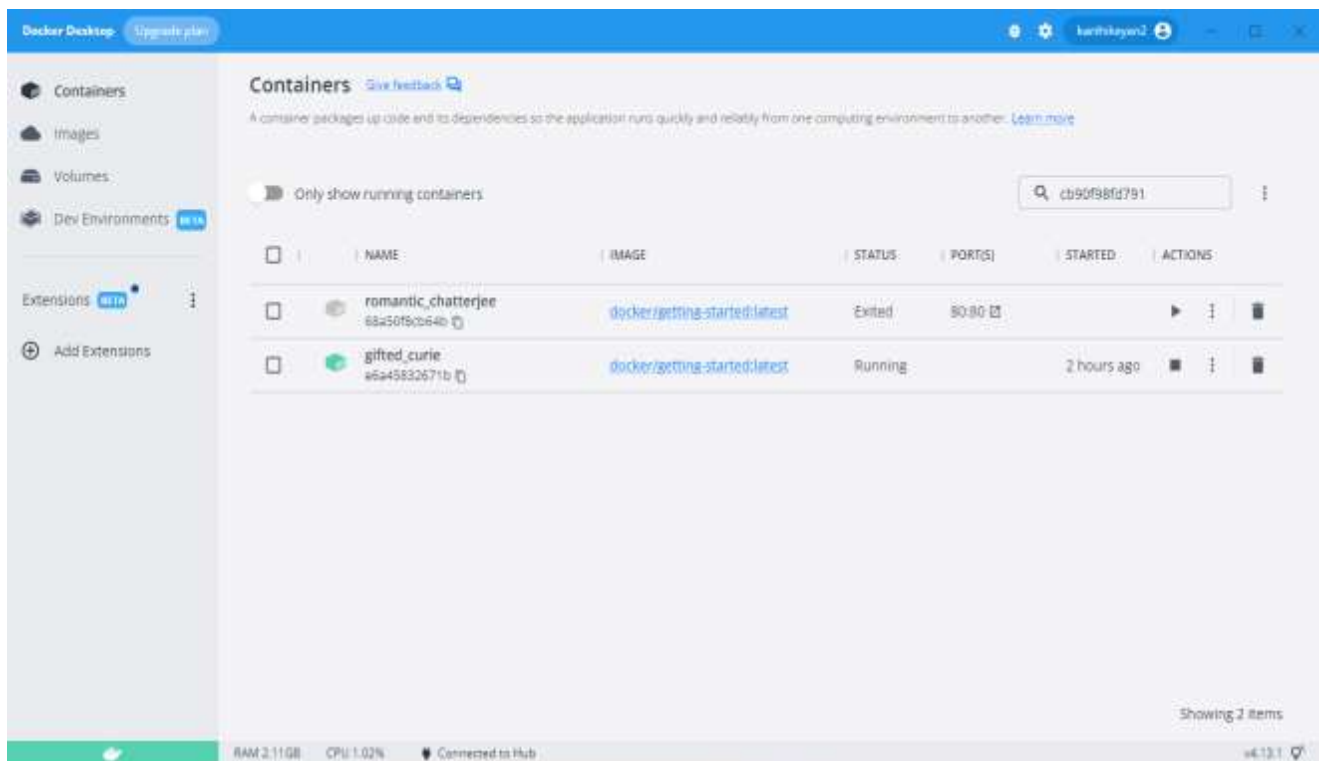 Docker Desktop Upgrade plan
karthikeyan2
Containers
Images
Volumes
Dev Environments BETA
Extensions BETA
Add Extensions
Containers Give feedback
A container packages up code and its dependencies so the application runs quickly and reliably from one computing environment to another. Learn more
Only show running containers
cb90f98fd791
NAME IMAGE STATUS PORT(S) STARTED ACTIONS
romantic_chatterjee docker/getting-started:latest Exited 80:80
68a50f8cb64b
gifted_curie docker/getting-started:latest Running 2 hours ago
a6a45832671b
Showing 2 items
RAM 2.11GB CPU 1.02% Connected to Hub v4.13.1